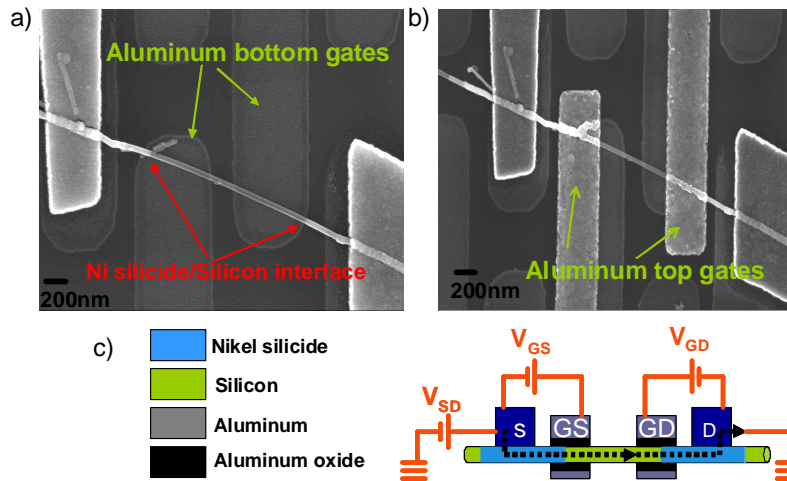 a)
Aluminum bottom gates
Ni silicide/Silicon interface
200nm
b)
Aluminum top gates
200nm
c)
Nikel silicide
Silicon
Aluminum
Aluminum oxide
VSD
VGS
VGD
S
GS
GD
D